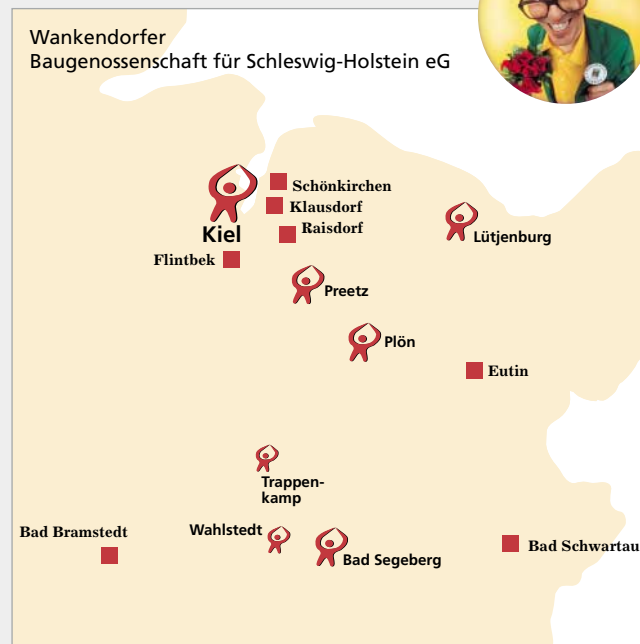 Wankendorfer
Baugenossenschaft für Schleswig-Holstein eG
Schönkirchen
Klausdorf
Kiel
Raisdorf
Lütjenburg
Flintbek
Preetz
Plön
Eutin
Trappen-
kamp
Bad Bramstedt
Wahlstedt
Bad Segeberg
Bad Schwartau